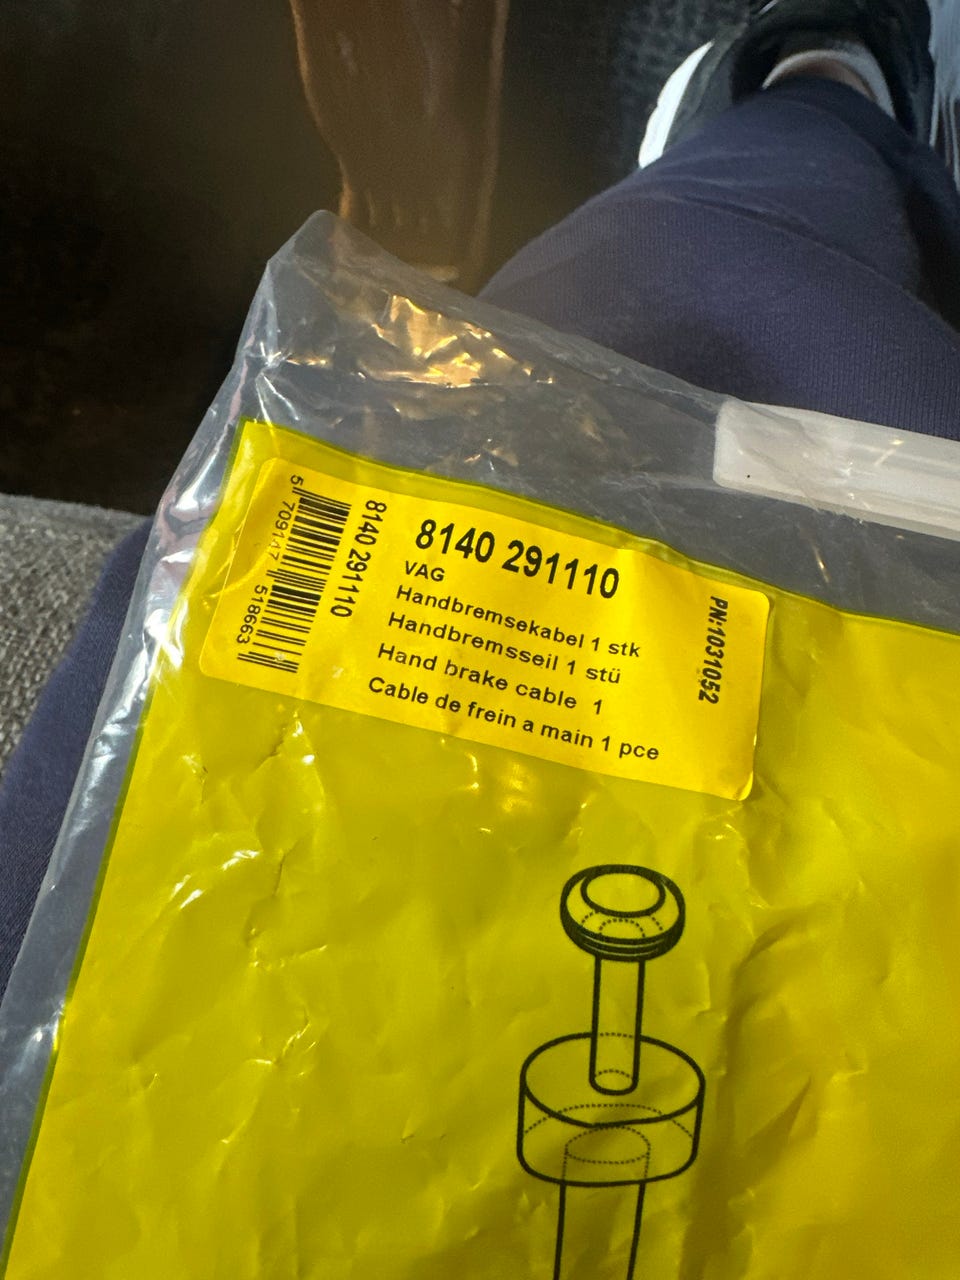 8140 291110
VAG
Handbremsekabel 1 stk
Handbremsseil 1 stü
Hand brake cable 1
Cable de frein a main 1 pce
PN:1031052
8140 291110
5 709147 518663